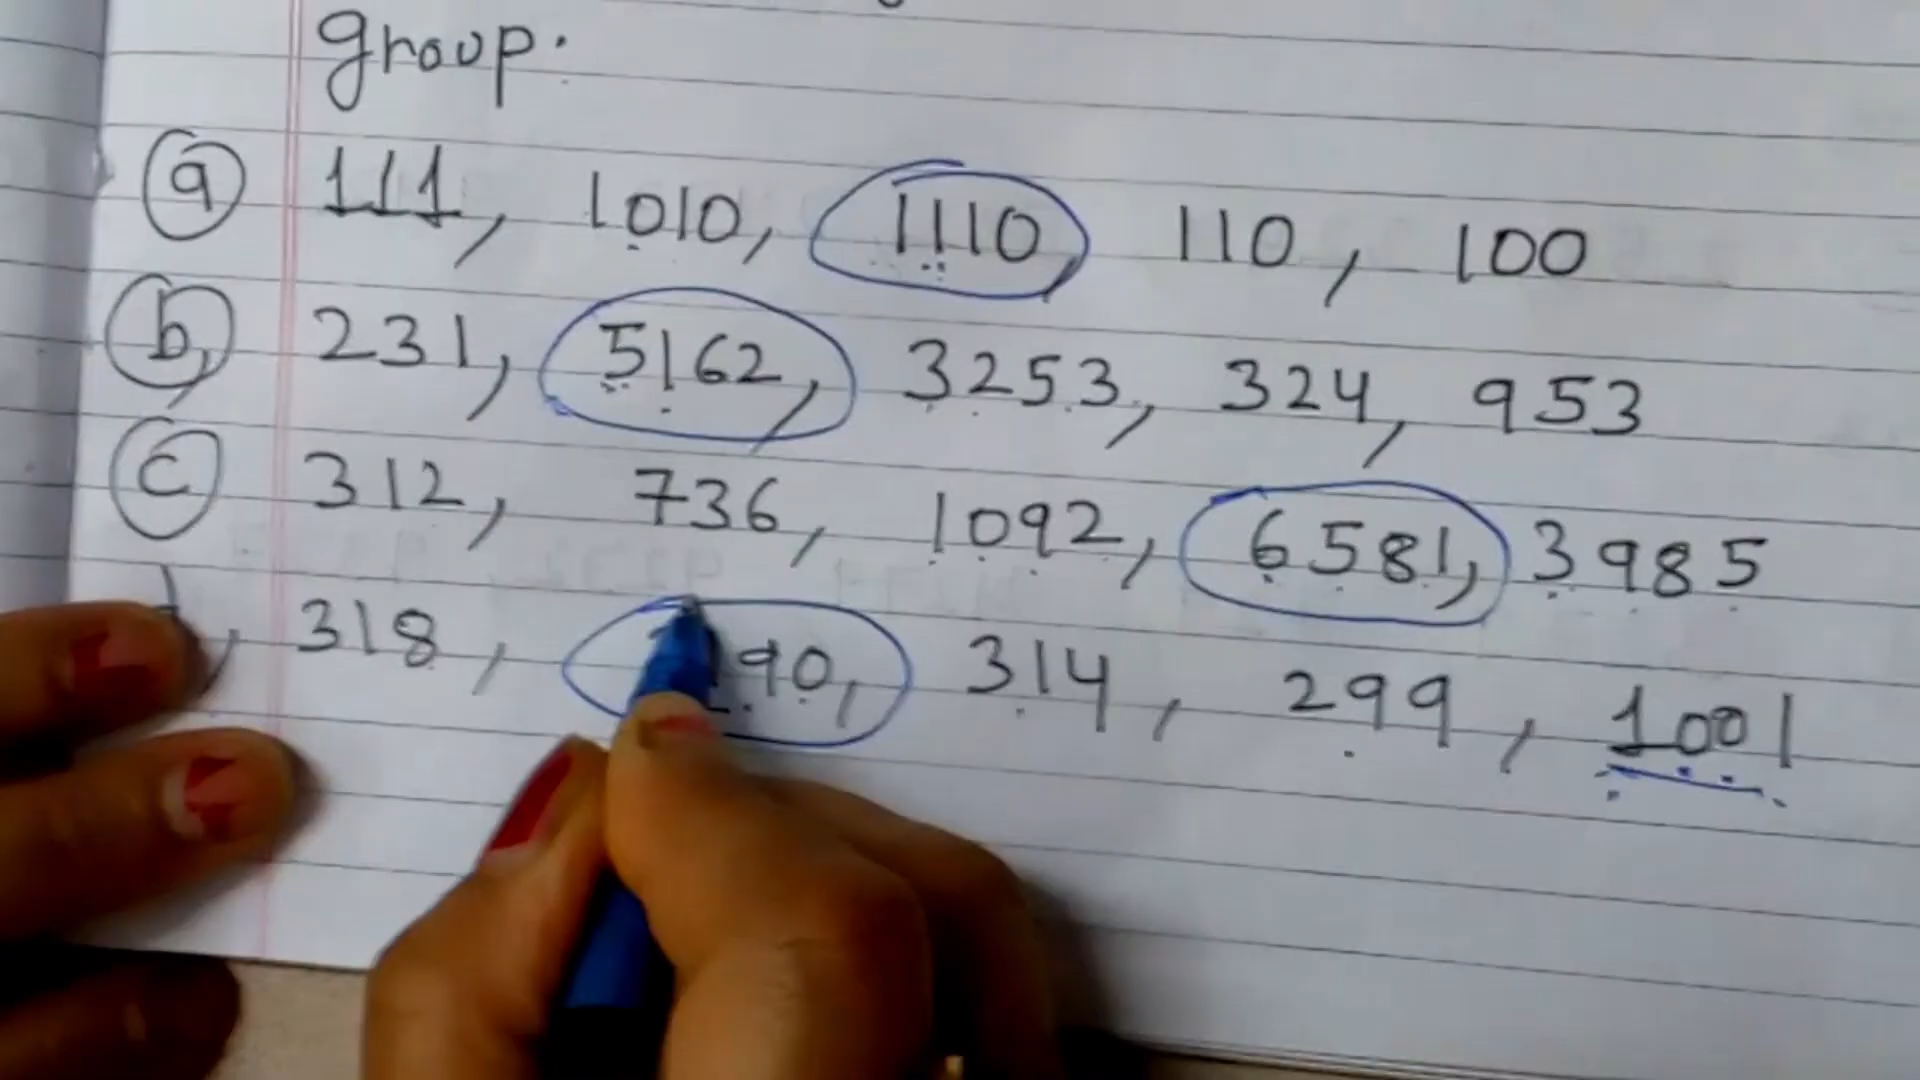 group.
a 111, 1010, 1110, 110, 100
b, 231, 5162, 3253, 324, 953
c 312, 736, 1092, 6581, 3985
, 318, 90, 314, 299, 1001